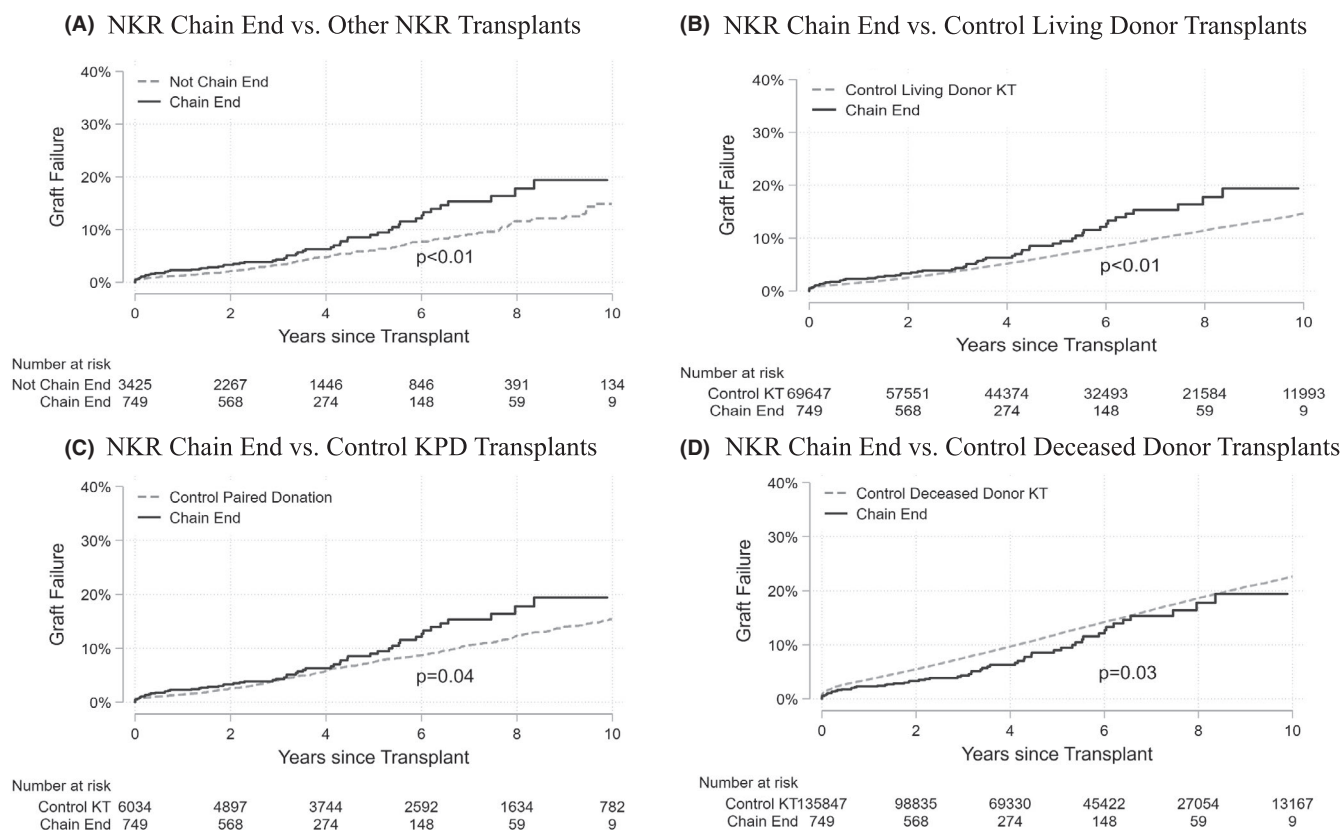 (A) NKR Chain End vs. Other NKR Transplants
40%
30%
20%
10%
0%
Graft Failure
Not Chain End
Chain End
p<0.01
0 2 4 6 8 10
Years since Transplant
Number at risk
Not Chain End 3425 2267 1446 846 391 134
Chain End 749 568 274 148 59 9
(B) NKR Chain End vs. Control Living Donor Transplants
40%
30%
20%
10%
0%
Graft Failure
Control Living Donor KT
Chain End
p<0.01
0 2 4 6 8 10
Years since Transplant
Number at risk
Control KT 69647 57551 44374 32493 21584 11993
Chain End 749 568 274 148 59 9
(C) NKR Chain End vs. Control KPD Transplants
40%
30%
20%
10%
0%
Graft Failure
Control Paired Donation
Chain End
p=0.04
0 2 4 6 8 10
Years since Transplant
Number at risk
Control KT 6034 4897 3744 2592 1634 782
Chain End 749 568 274 148 59 9
(D) NKR Chain End vs. Control Deceased Donor Transplants
40%
30%
20%
10%
0%
Graft Failure
Control Deceased Donor KT
Chain End
p=0.03
0 2 4 6 8 10
Years since Transplant
Number at risk
Control KT 135847 98835 69330 45422 27054 13167
Chain End 749 568 274 148 59 9